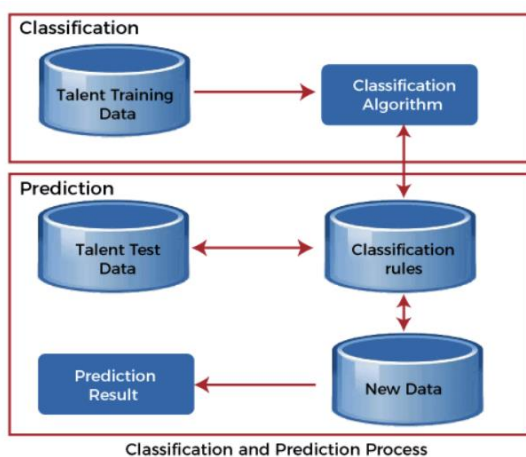 Classification
Talent Training
Data
Classification
Algorithm
Prediction
Talent Test
Data
Classification
rules
Prediction
Result
New Data
Classification and Prediction Process